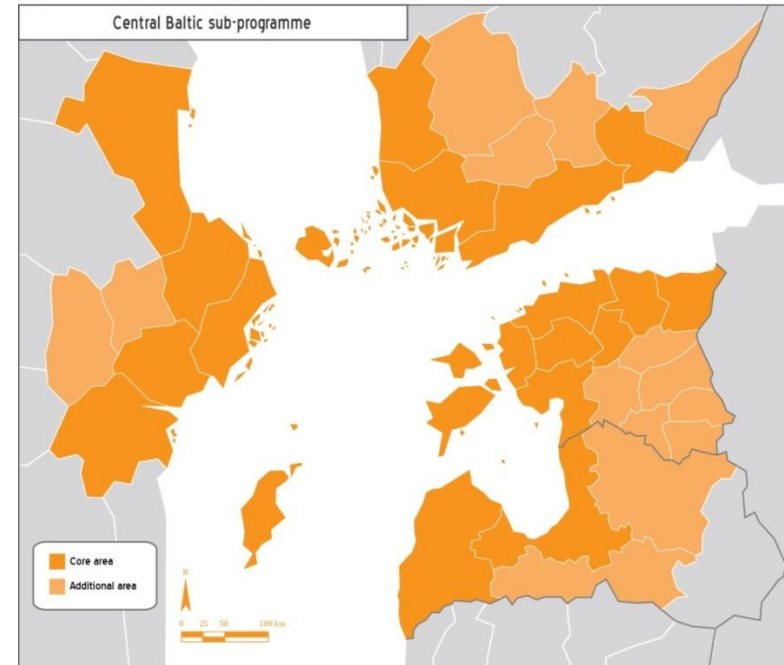 Central Baltic sub-programme
Core area
Additional area
N
0 25 50 100 km